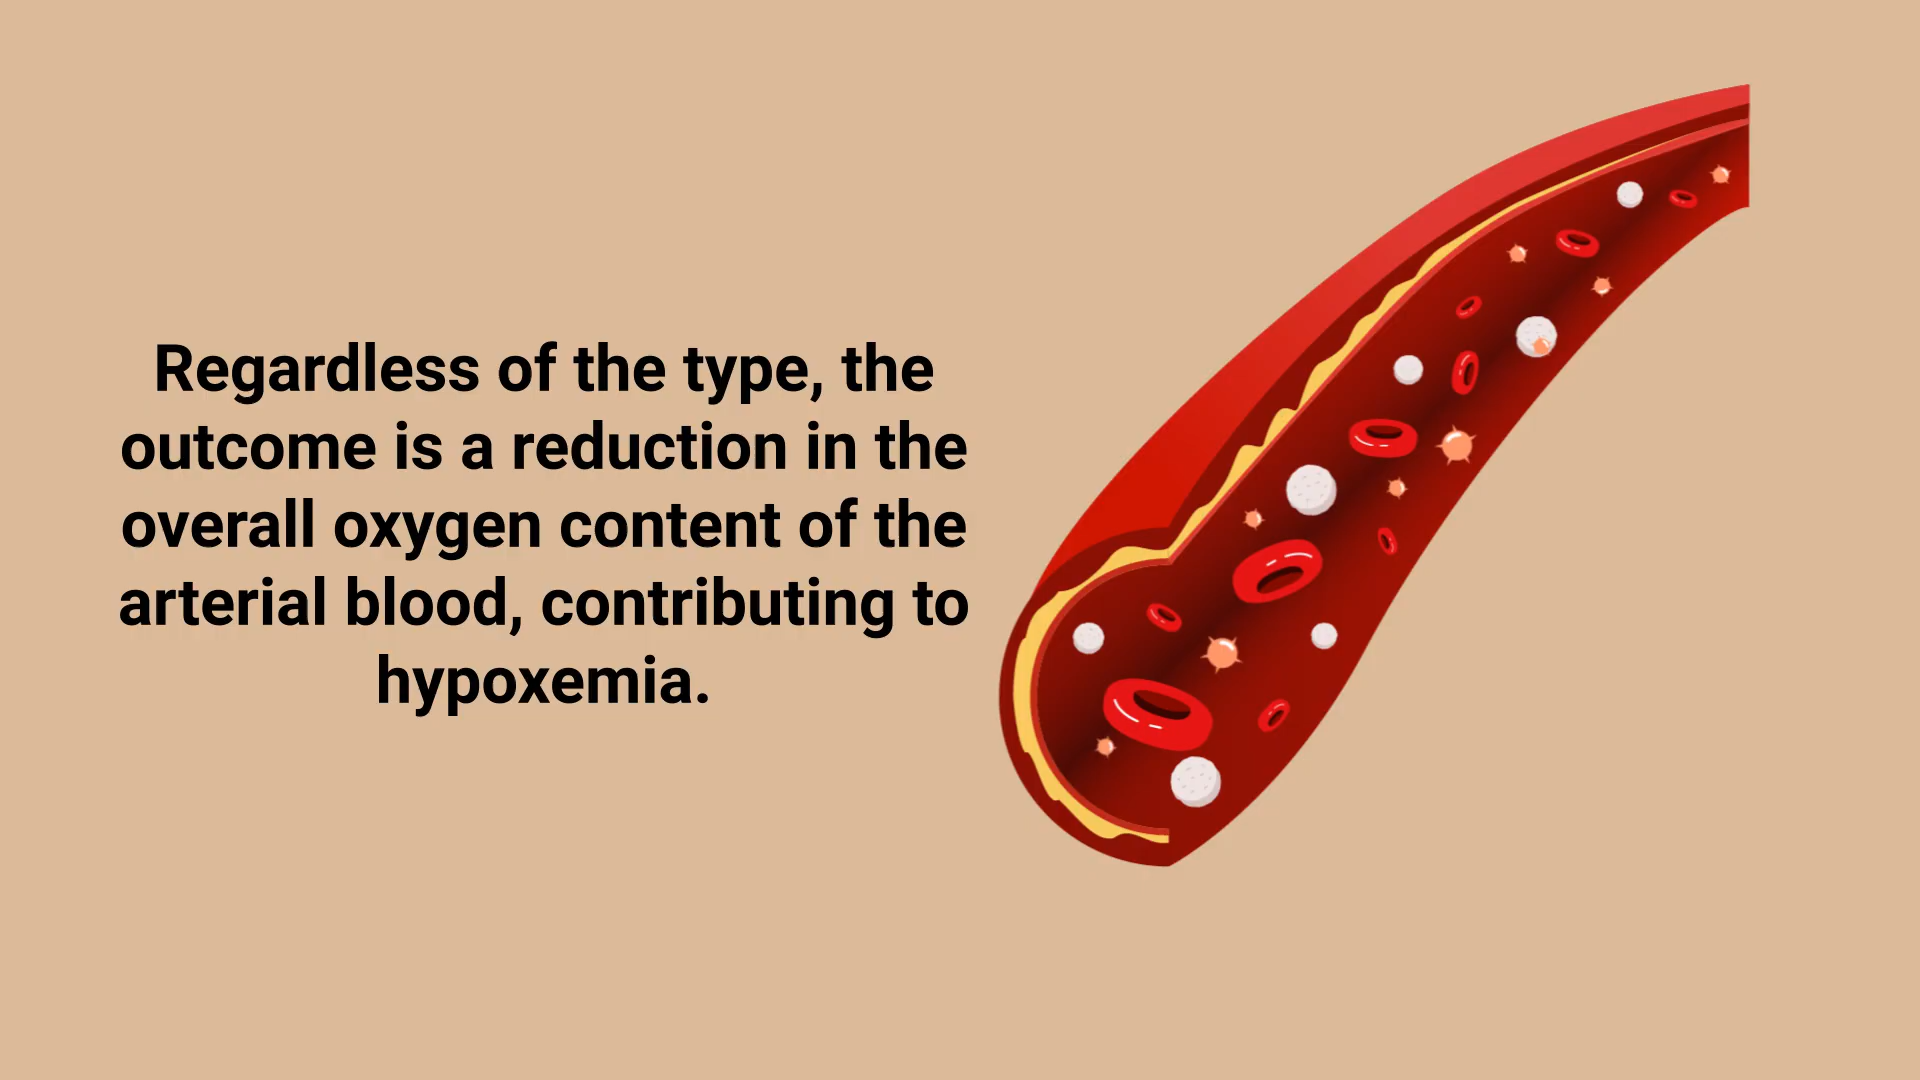 Regardless of the type, the
outcome is a reduction in the
overall oxygen content of the
arterial blood, contributing to
hypoxemia.